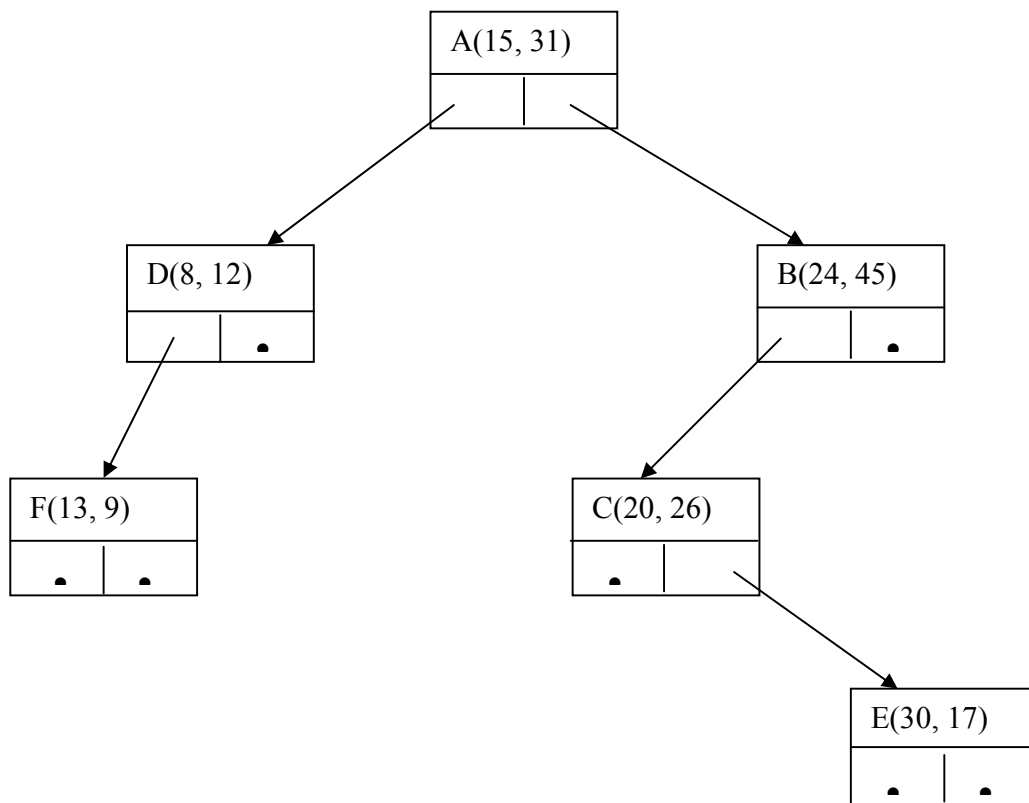 A(15, 31)
D(8, 12)
B(24, 45)
F(13, 9)
C(20, 26)
E(30, 17)